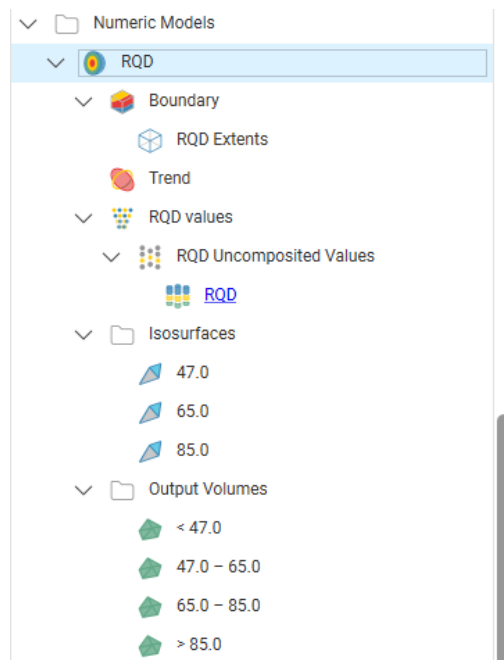 Numeric Models
RQD
Boundary
RQD Extents
Trend
RQD values
RQD Uncomposited Values
RQD
Isosurfaces
47.0
65.0
85.0
Output Volumes
< 47.0
47.0 – 65.0
65.0 – 85.0
> 85.0